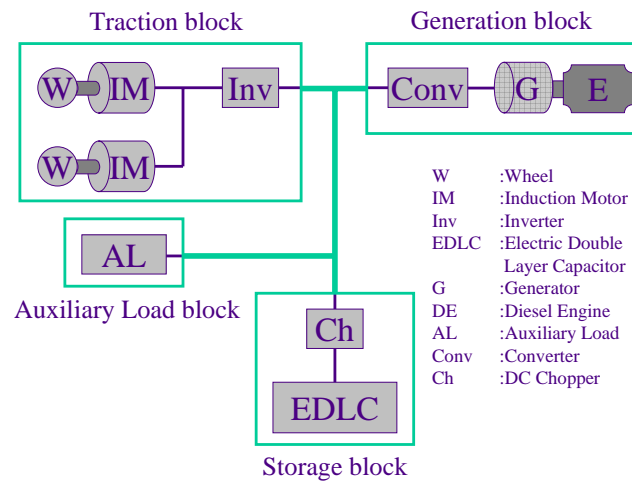 Traction block
Generation block
W
IM
Inv
Conv
G
E
W
IM
AL
Auxiliary Load block
Ch
EDLC
Storage block
W :Wheel
IM :Induction Motor
Inv :Inverter
EDLC :Electric Double
Layer Capacitor
G :Generator
DE :Diesel Engine
AL :Auxiliary Load
Conv :Converter
Ch :DC Chopper